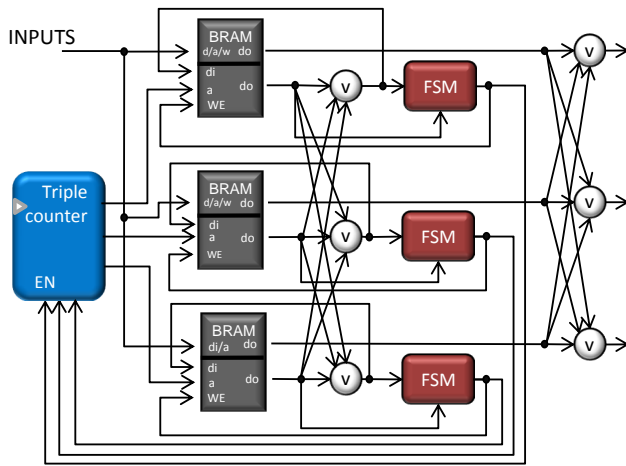 INPUTS
BRAM
d/a/w do
di
a do
WE
v
FSM
v
Triple
counter
EN
BRAM
d/a/w do
di
a do
WE
v
FSM
v
BRAM
di/a do
di
a do
WE
v
FSM
v